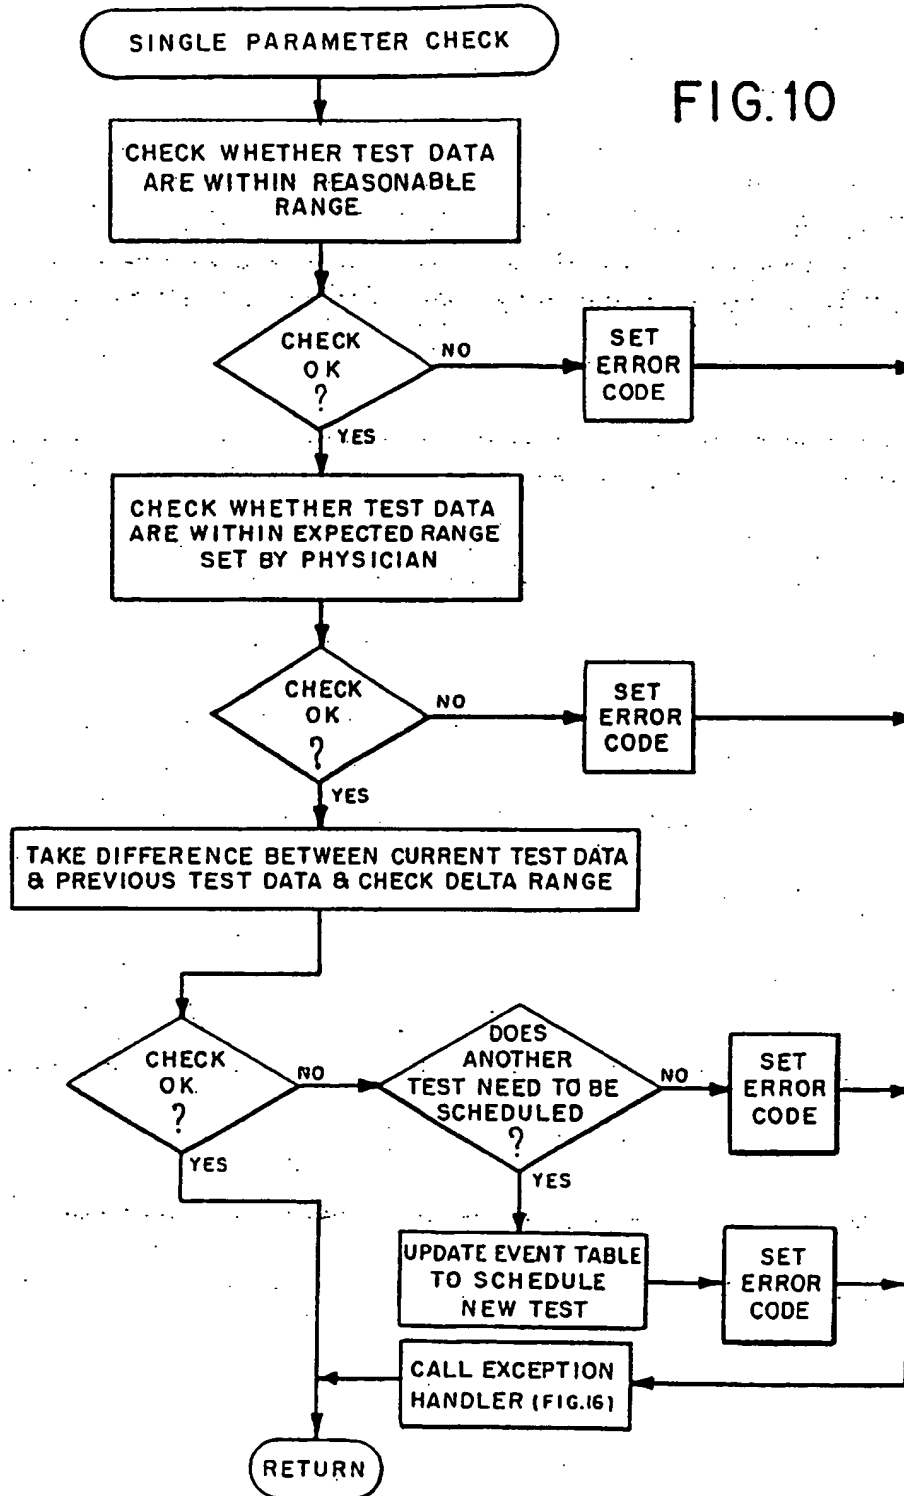 SINGLE PARAMETER CHECK
FIG.10
CHECK WHETHER TEST DATA
ARE WITHIN REASONABLE
RANGE
CHECK
OK
?
NO
SET
ERROR
CODE
YES
CHECK WHETHER TEST DATA
ARE WITHIN EXPECTED RANGE
SET BY PHYSICIAN
CHECK
OK
?
NO
SET
ERROR
CODE
YES
TAKE DIFFERENCE BETWEEN CURRENT TEST DATA
& PREVIOUS TEST DATA & CHECK DELTA RANGE
CHECK
OK
?
NO
YES
DOES
ANOTHER
TEST NEED TO BE
SCHEDULED
?
NO
SET
ERROR
CODE
YES
UPDATE EVENT TABLE
TO SCHEDULE
NEW TEST
SET
ERROR
CODE
CALL EXCEPTION
HANDLER (FIG.16)
RETURN